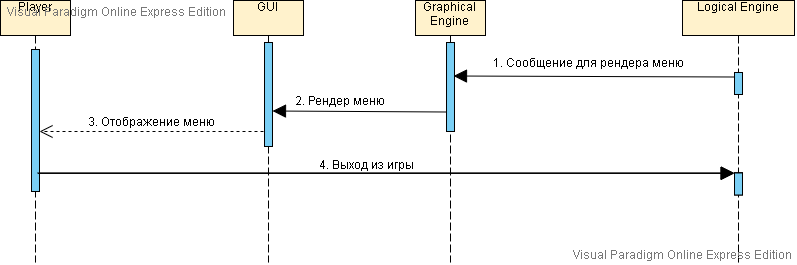 Visual Paradigm Online Express Edition
Player
GUI
Graphical
Engine
Logical Engine
1. Сообщение для рендера меню
2. Рендер меню
3. Отображение меню
4. Выход из игры
Visual Paradigm Online Express Edition